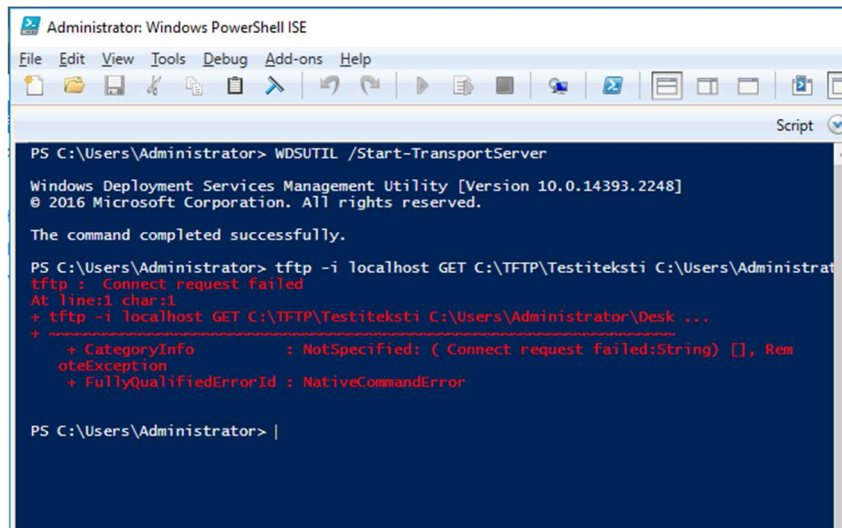 Administrator: Windows PowerShell ISE
File Edit View Tools Debug Add-ons Help
Script
PS C:\Users\Administrator> WDSUTIL /Start-TransportServer
Windows Deployment Services Management Utility [Version 10.0.14393.2248]
© 2016 Microsoft Corporation. All rights reserved.
The command completed successfully.
PS C:\Users\Administrator> tftp -i localhost GET C:\TFTP\Testiteksti C:\Users\Administrat
tftp :  Connect request failed
At line:1 char:1
+ tftp -i localhost GET C:\TFTP\Testiteksti C:\Users\Administrator\Desk ...
+ ~~~~~~~~~~~~~~~~~~~~~~~~~~~~~~~~~~~~~~~~~~~~~~~~~~~~~~~~~~~~~~~~~~~~~
    + CategoryInfo          : NotSpecified: ( Connect request failed:String) [], Rem
   oteException
    + FullyQualifiedErrorId : NativeCommandError
PS C:\Users\Administrator>